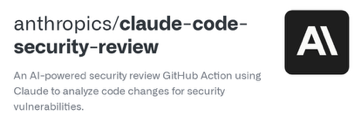 anthropics/claude-code-
security-review
An AI-powered security review GitHub Action using
Claude to analyze code changes for security
vulnerabilities.
A\